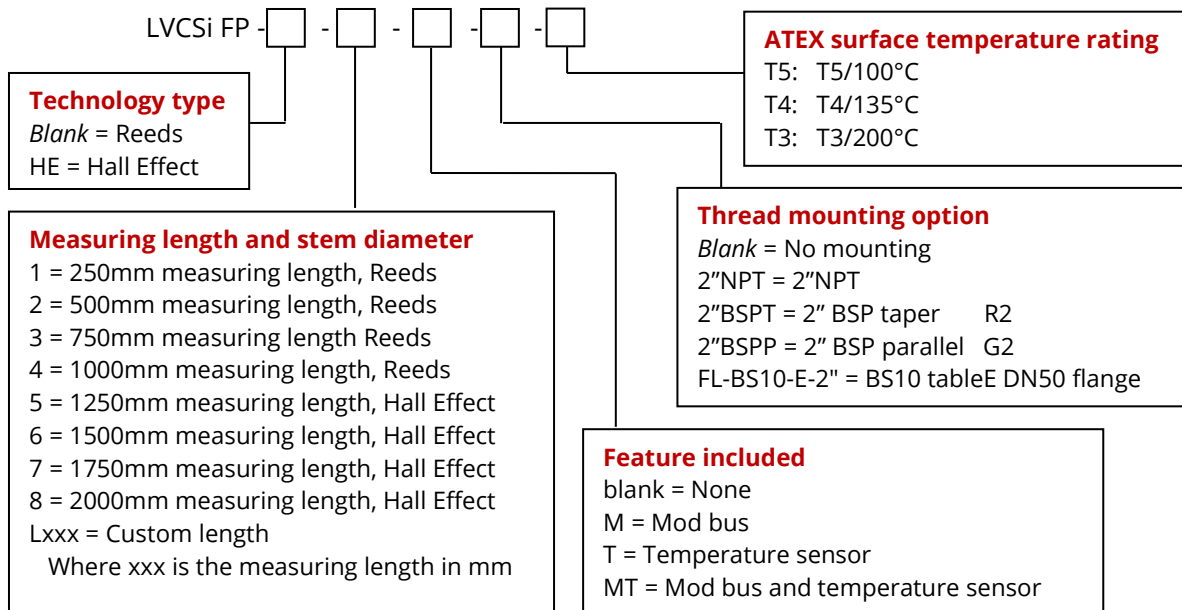 LVCSi FP - - - - -
Technology type
Blank = Reeds
HE = Hall Effect
ATEX surface temperature rating
T5: T5/100°C
T4: T4/135°C
T3: T3/200°C
Measuring length and stem diameter
1 = 250mm measuring length, Reeds
2 = 500mm measuring length, Reeds
3 = 750mm measuring length Reeds
4 = 1000mm measuring length, Reeds
5 = 1250mm measuring length, Hall Effect
6 = 1500mm measuring length, Hall Effect
7 = 1750mm measuring length, Hall Effect
8 = 2000mm measuring length, Hall Effect
Lxxx = Custom length
Where xxx is the measuring length in mm
Thread mounting option
Blank = No mounting
2”NPT = 2”NPT
2”BSPT = 2” BSP taper R2
2”BSPP = 2” BSP parallel G2
FL-BS10-E-2" = BS10 tableE DN50 flange
Feature included
blank = None
M = Mod bus
T = Temperature sensor
MT = Mod bus and temperature sensor